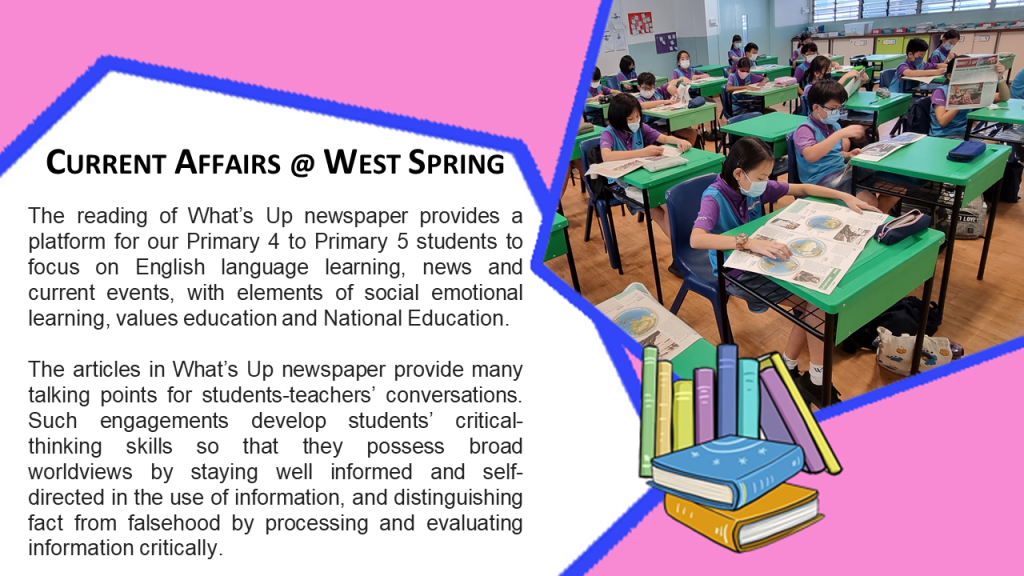 CURRENT AFFAIRS @ WEST SPRING
The reading of What's Up newspaper provides a
platform for our Primary 4 to Primary 5 students to
focus on English language learning, news and
current events, with elements of social emotional
learning, values education and National Education.
The articles in What's Up newspaper provide many
talking points for students-teachers' conversations.
Such engagements develop students' critical-
thinking skills so that they possess broad
worldviews by staying well informed and self-
directed in the use of information, and distinguishing
fact from falsehood by processing and evaluating
information critically.